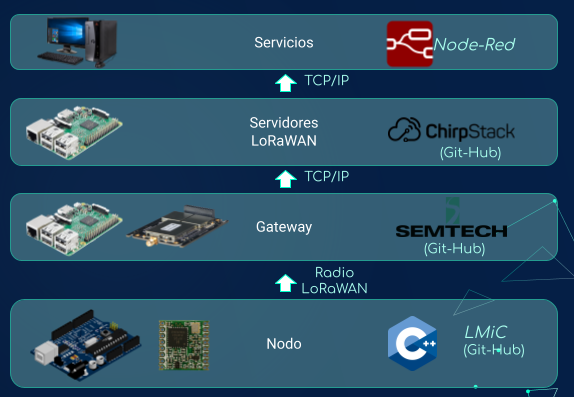 Servicios
Node-Red
TCP/IP
Servidores
LoRaWAN
ChirpStack
(Git-Hub)
TCP/IP
Gateway
SEMTECH
(Git-Hub)
Radio
LoRaWAN
Nodo
C++
LMiC
(Git-Hub)